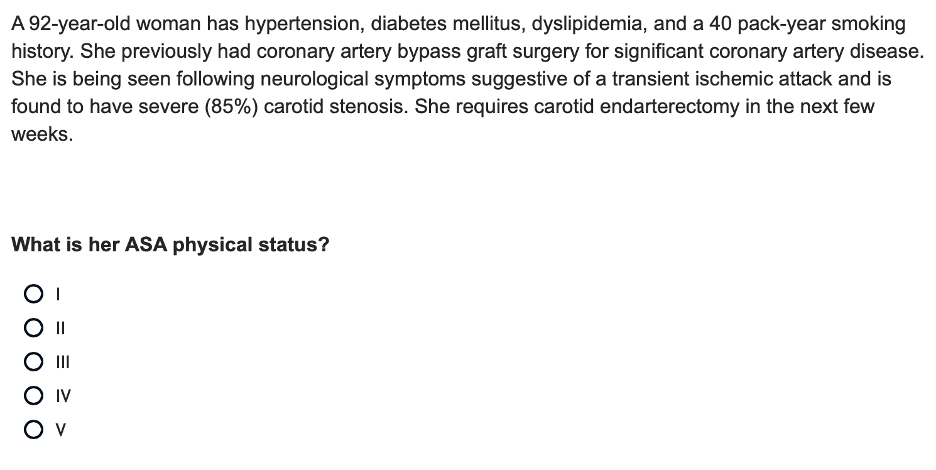 A 92-year-old woman has hypertension, diabetes mellitus, dyslipidemia, and a 40 pack-year smoking
history. She previously had coronary artery bypass graft surgery for significant coronary artery disease.
She is being seen following neurological symptoms suggestive of a transient ischemic attack and is
found to have severe (85%) carotid stenosis. She requires carotid endarterectomy in the next few
weeks.
What is her ASA physical status?
I
II
III
IV
V